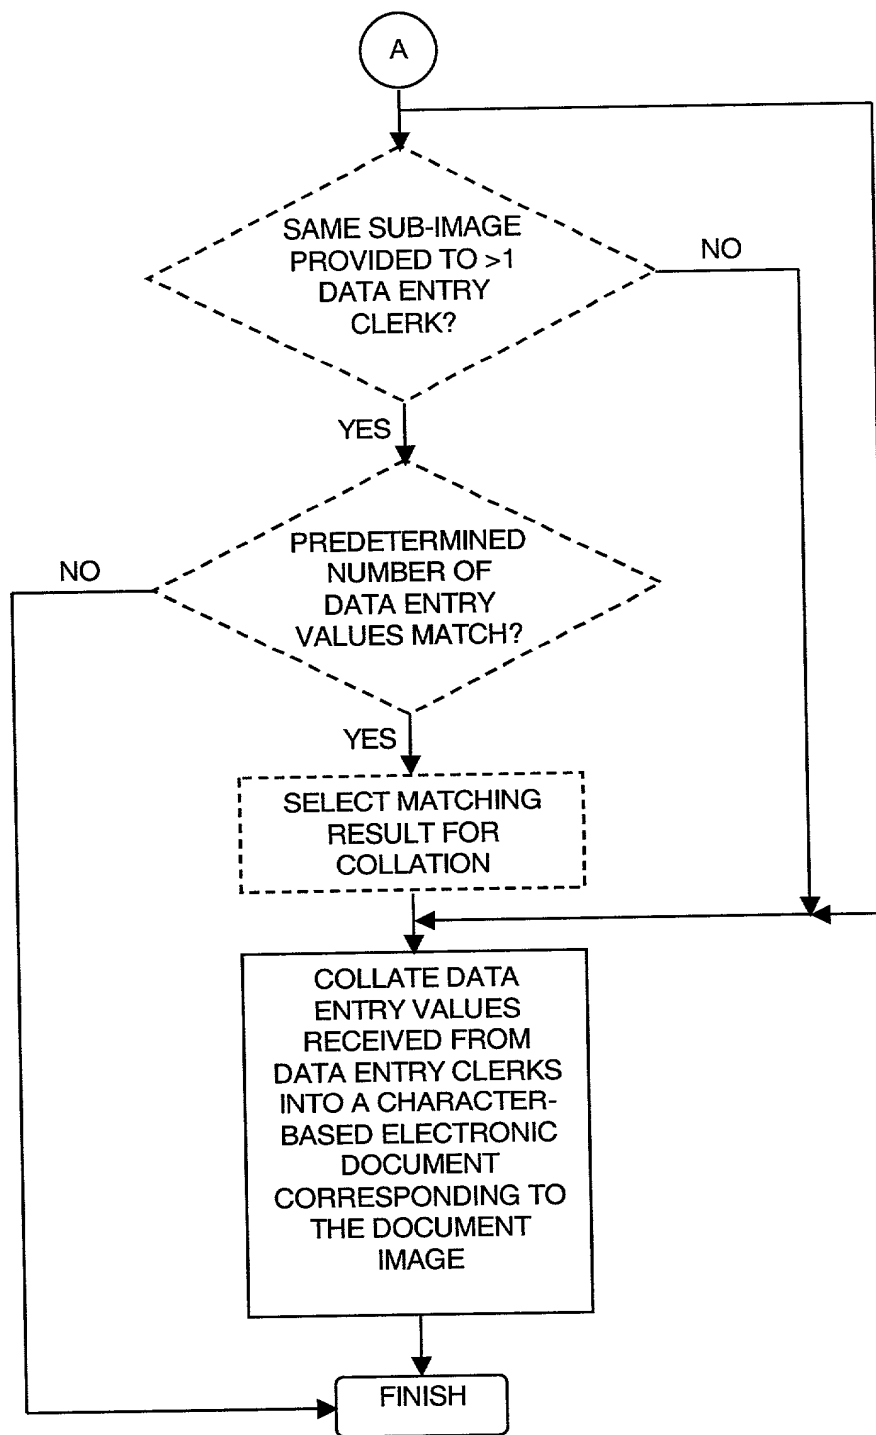 A
SAME SUB-IMAGE
PROVIDED TO >1
DATA ENTRY
CLERK?
NO
YES
PREDETERMINED
NUMBER OF
DATA ENTRY
VALUES MATCH?
NO
YES
SELECT MATCHING
RESULT FOR
COLLATION
COLLATE DATA
ENTRY VALUES
RECEIVED FROM
DATA ENTRY CLERKS
INTO A CHARACTER-
BASED ELECTRONIC
DOCUMENT
CORRESPONDING TO
THE DOCUMENT
IMAGE
FINISH